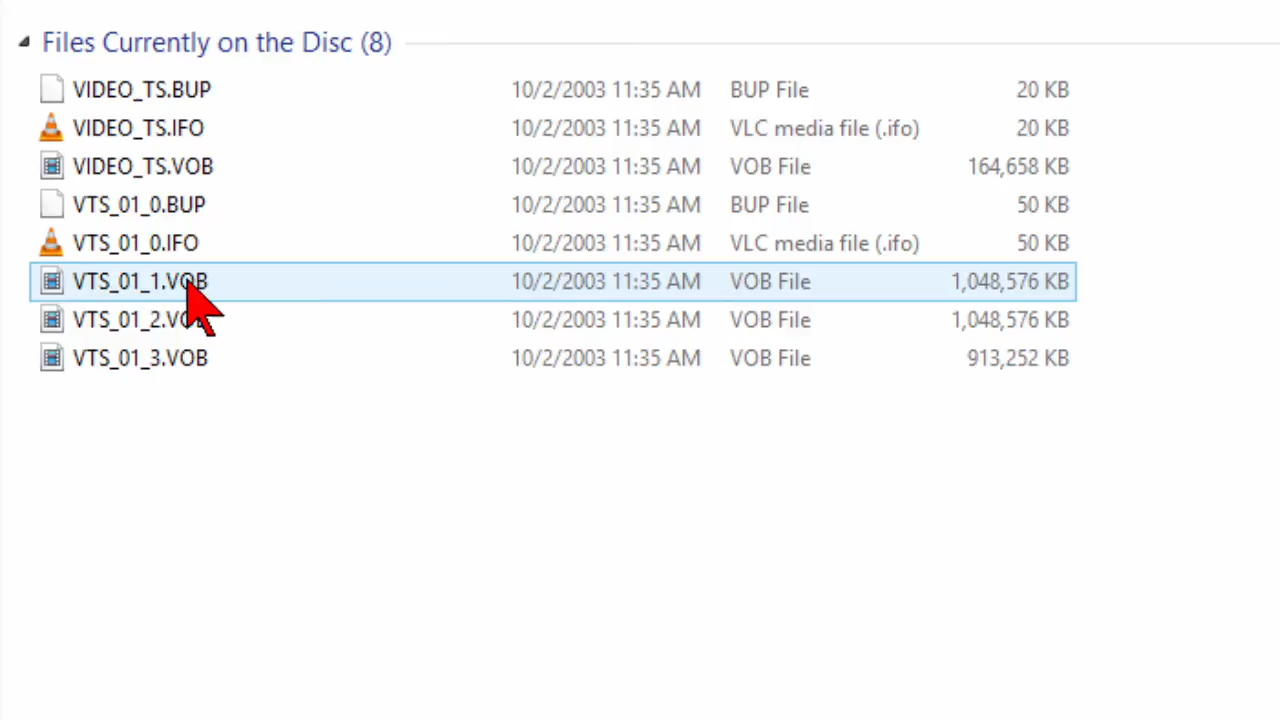 Files Currently on the Disc (8)
VIDEO_TS.BUP 10/2/2003 11:35 AM BUP File 20 KB
VIDEO_TS.IFO 10/2/2003 11:35 AM VLC media file (.ifo) 20 KB
VIDEO_TS.VOB 10/2/2003 11:35 AM VOB File 164,658 KB
VTS_01_0.BUP 10/2/2003 11:35 AM BUP File 50 KB
VTS_01_0.IFO 10/2/2003 11:35 AM VLC media file (.ifo) 50 KB
VTS_01_1.VOB 10/2/2003 11:35 AM VOB File 1,048,576 KB
VTS_01_2.VOB 10/2/2003 11:35 AM VOB File 1,048,576 KB
VTS_01_3.VOB 10/2/2003 11:35 AM VOB File 913,252 KB